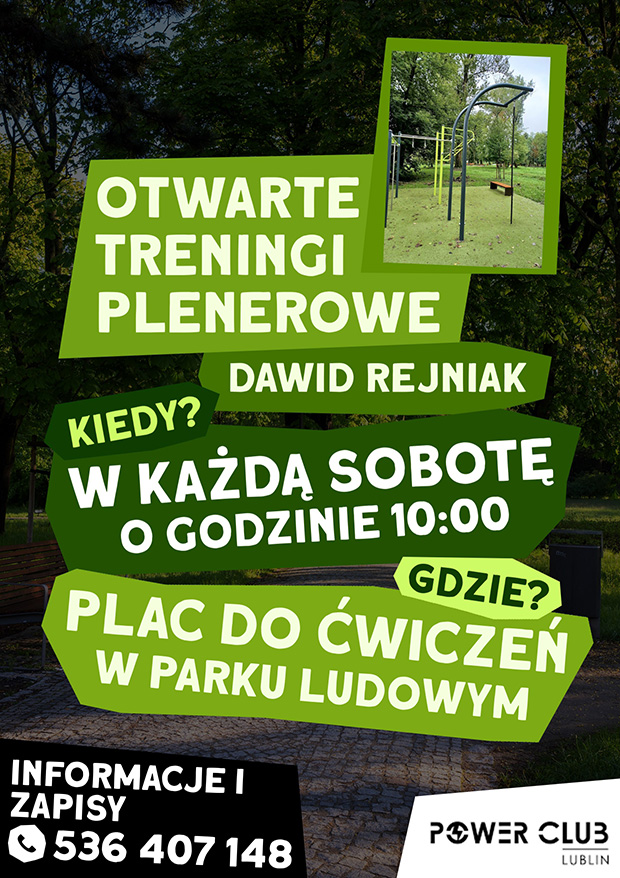 OTWARTE
TRENINGI
PLENEROWE
DAWID REJNIAK
KIEDY?
W KAŻDĄ SOBOTĘ
O GODZINIE 10:00
GDZIE?
PLAC DO ĆWICZEŃ
W PARKU LUDOWYM
INFORMACJE I
ZAPISY
536 407 148
POWER CLUB
LUBLIN